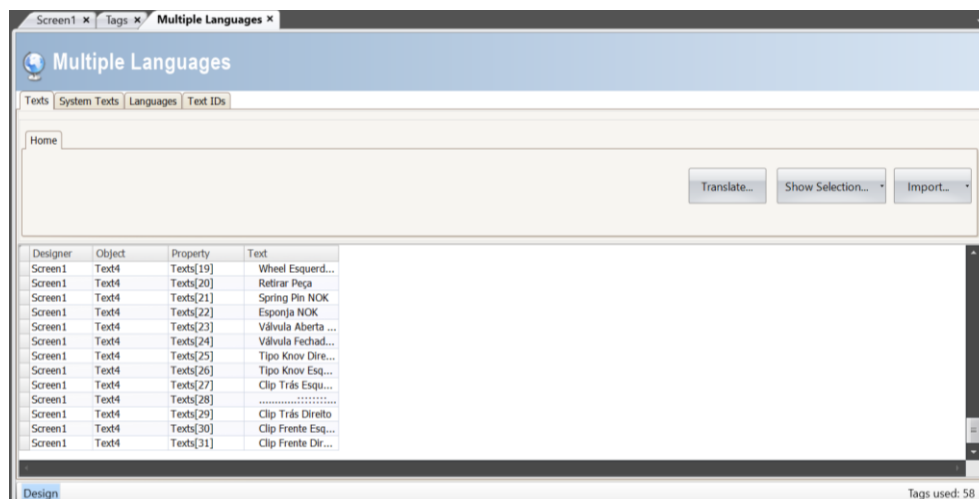 Screen1 × Tags × Multiple Languages ×
Multiple Languages
Texts System Texts Languages Text IDs
Home
Translate... Show Selection... Import...
Designer Object Property Text
Screen1 Text4 Texts[19] Wheel Esquerd...
Screen1 Text4 Texts[20] Retirar Peça
Screen1 Text4 Texts[21] Spring Pin NOK
Screen1 Text4 Texts[22] Esponja NOK
Screen1 Text4 Texts[23] Válvula Aberta ...
Screen1 Text4 Texts[24] Válvula Fechad...
Screen1 Text4 Texts[25] Tipo Knov Dire...
Screen1 Text4 Texts[26] Tipo Knov Esq...
Screen1 Text4 Texts[27] Clip Trás Esqu...
Screen1 Text4 Texts[28] ............::::::::...
Screen1 Text4 Texts[29] Clip Trás Direito
Screen1 Text4 Texts[30] Clip Frente Esq...
Screen1 Text4 Texts[31] Clip Frente Dir...
Design Tags used: 58